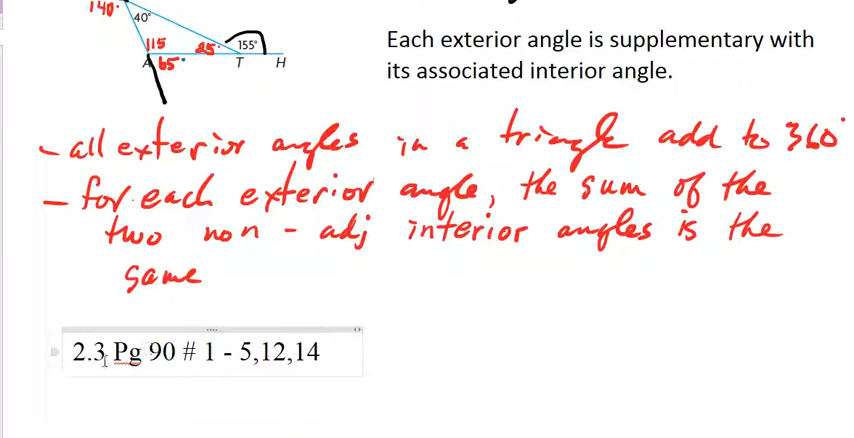 140°
40°
115
25°
155°
A
65°
T
H
Each exterior angle is supplementary with
its associated interior angle.
- all exterior angles in a triangle add to 360°
- for each exterior angle, the sum of the
two non - adj interior angles is the
same
2.3 Pg 90 # 1 - 5,12,14